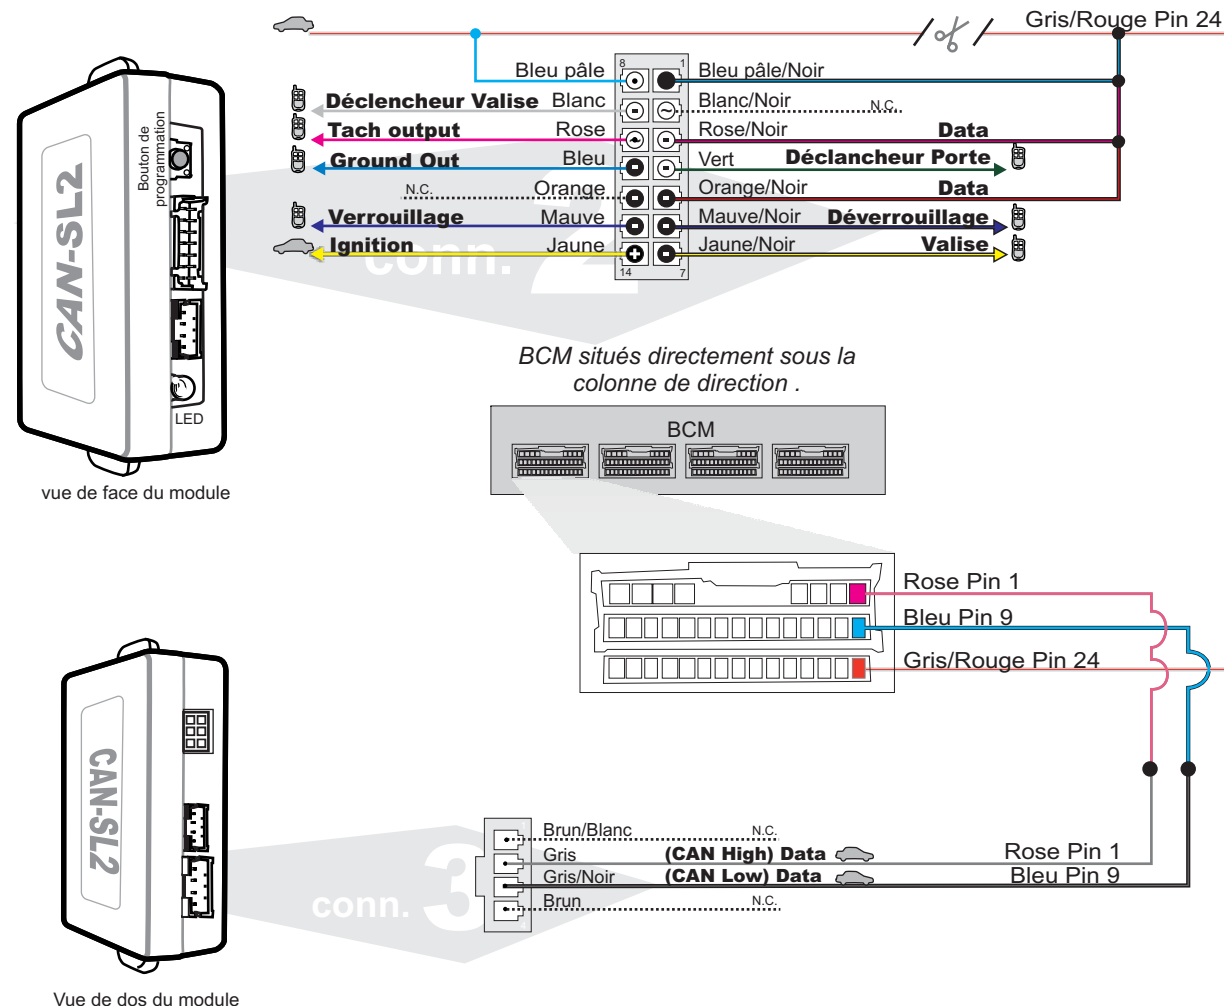 Gris/Rouge Pin 24
8 1
Bleu pâle Bleu pâle/Noir
Déclencheur Valise Blanc Blanc/Noir N.C.
Tach output Rose Rose/Noir Data
Ground Out Bleu Vert Déclancheur Porte
N.C. Orange Orange/Noir Data
Verrouillage Mauve Mauve/Noir Déverrouillage
Ignition Jaune Jaune/Noir Valise
14 7
conn. 2
Bouton de
programmation
CAN-SL2
LED
vue de face du module
BCM situés directement sous la
colonne de direction .
BCM
Rose Pin 1
Bleu Pin 9
Gris/Rouge Pin 24
CAN-SL2
Brun/Blanc N.C.
Gris (CAN High) Data Rose Pin 1
Gris/Noir (CAN Low) Data Bleu Pin 9
Brun N.C.
conn. 3
Vue de dos du module